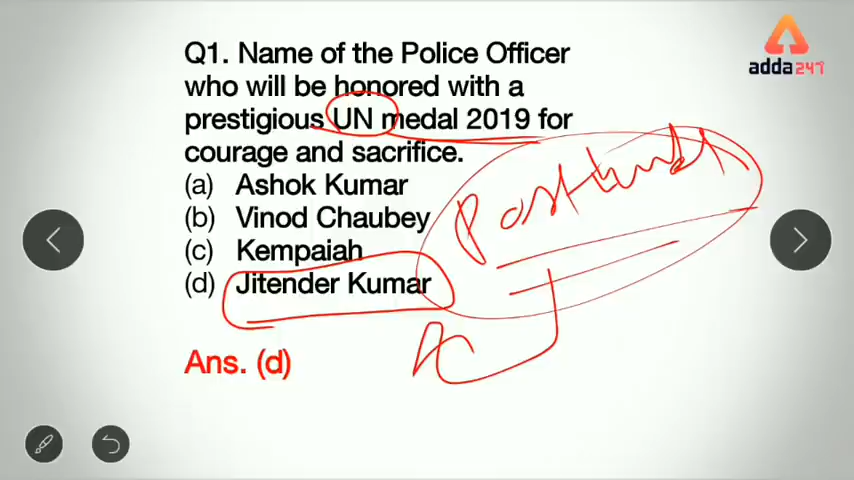 adda247
Q1. Name of the Police Officer
who will be honored with a
prestigious UN medal 2019 for
courage and sacrifice.
(a) Ashok Kumar
(b) Vinod Chaubey
(c) Kempaiah
(d) Jitender Kumar
Ans. (d)